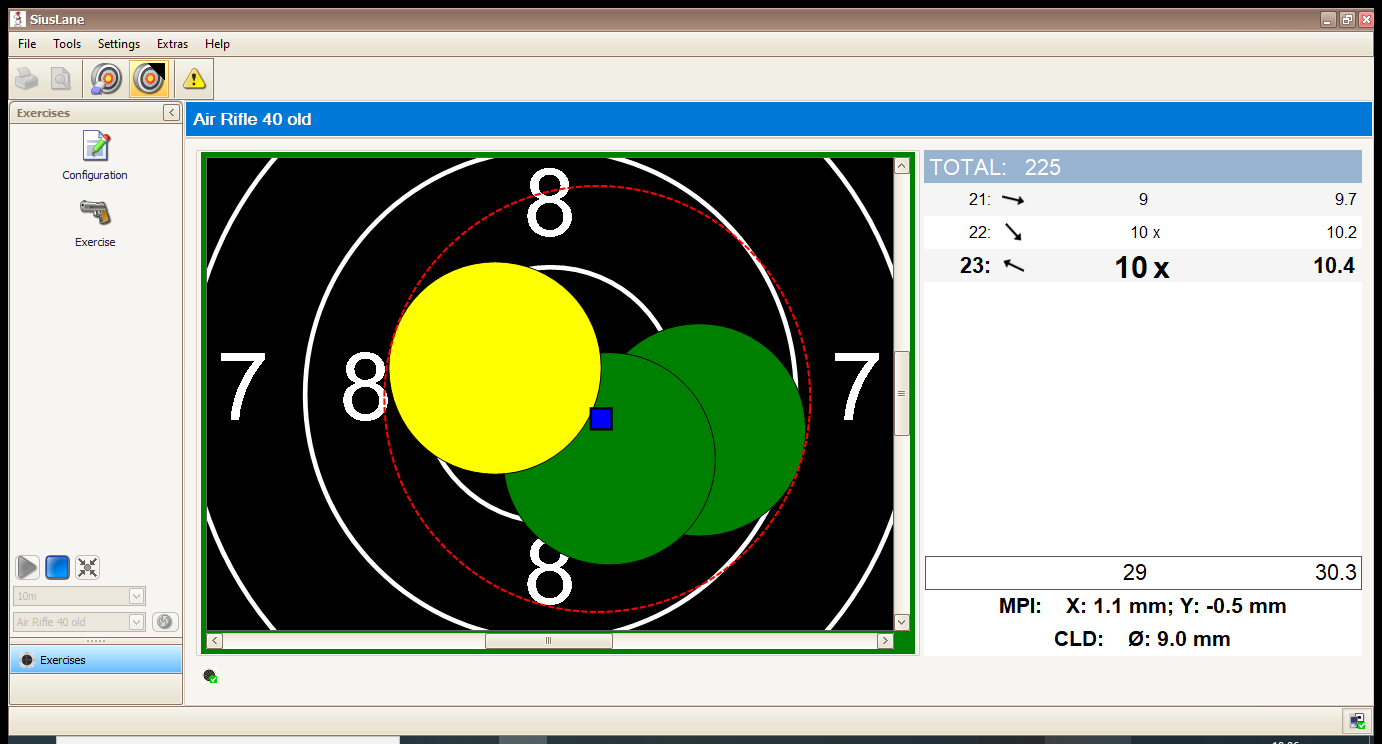 SiusLane
File Tools Settings Extras Help
Exercises
Configuration
Exercise
10m
Air Rifle 40 old
Exercises
Air Rifle 40 old
8
7 8 7
8
TOTAL: 225
21: 9 9.7
22: 10 x 10.2
23: 10 x 10.4
29 30.3
MPI: X: 1.1 mm; Y: -0.5 mm
CLD: Ø: 9.0 mm